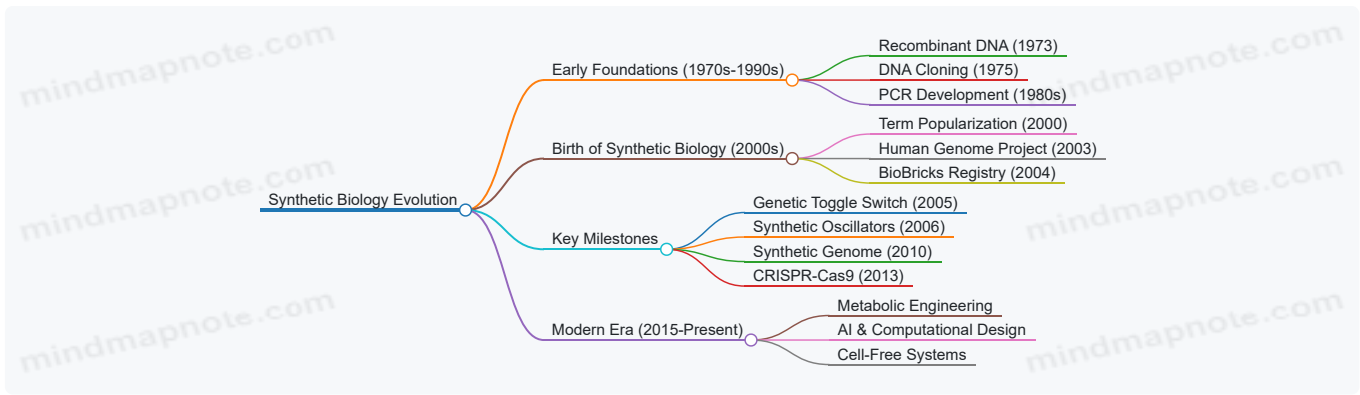 Synthetic Biology Evolution
Early Foundations (1970s-1990s)
Recombinant DNA (1973)
DNA Cloning (1975)
PCR Development (1980s)
Birth of Synthetic Biology (2000s)
Term Popularization (2000)
Human Genome Project (2003)
BioBricks Registry (2004)
Key Milestones
Genetic Toggle Switch (2005)
Synthetic Oscillators (2006)
Synthetic Genome (2010)
CRISPR-Cas9 (2013)
Modern Era (2015-Present)
Metabolic Engineering
AI & Computational Design
Cell-Free Systems
mindmapnote.com
mindmapnote.com
mindmapnote.com
mindmapnote.com
mindmapnote.com
mindmapnote.com